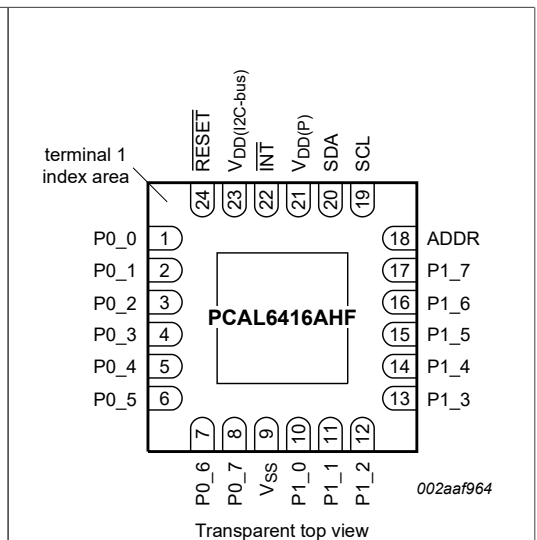 RESET
VDD(I2C-bus)
INT
VDD(P)
SDA
SCL
terminal 1
index area
24
23
22
21
20
19
P0_0 1
18 ADDR
P0_1 2
17 P1_7
P0_2 3
16 P1_6
PCAL6416AHF
P0_3 4
15 P1_5
P0_4 5
14 P1_4
P0_5 6
13 P1_3
7
8
9
10
11
12
P0_6
P0_7
VSS
P1_0
P1_1
P1_2
002aaf964
Transparent top view